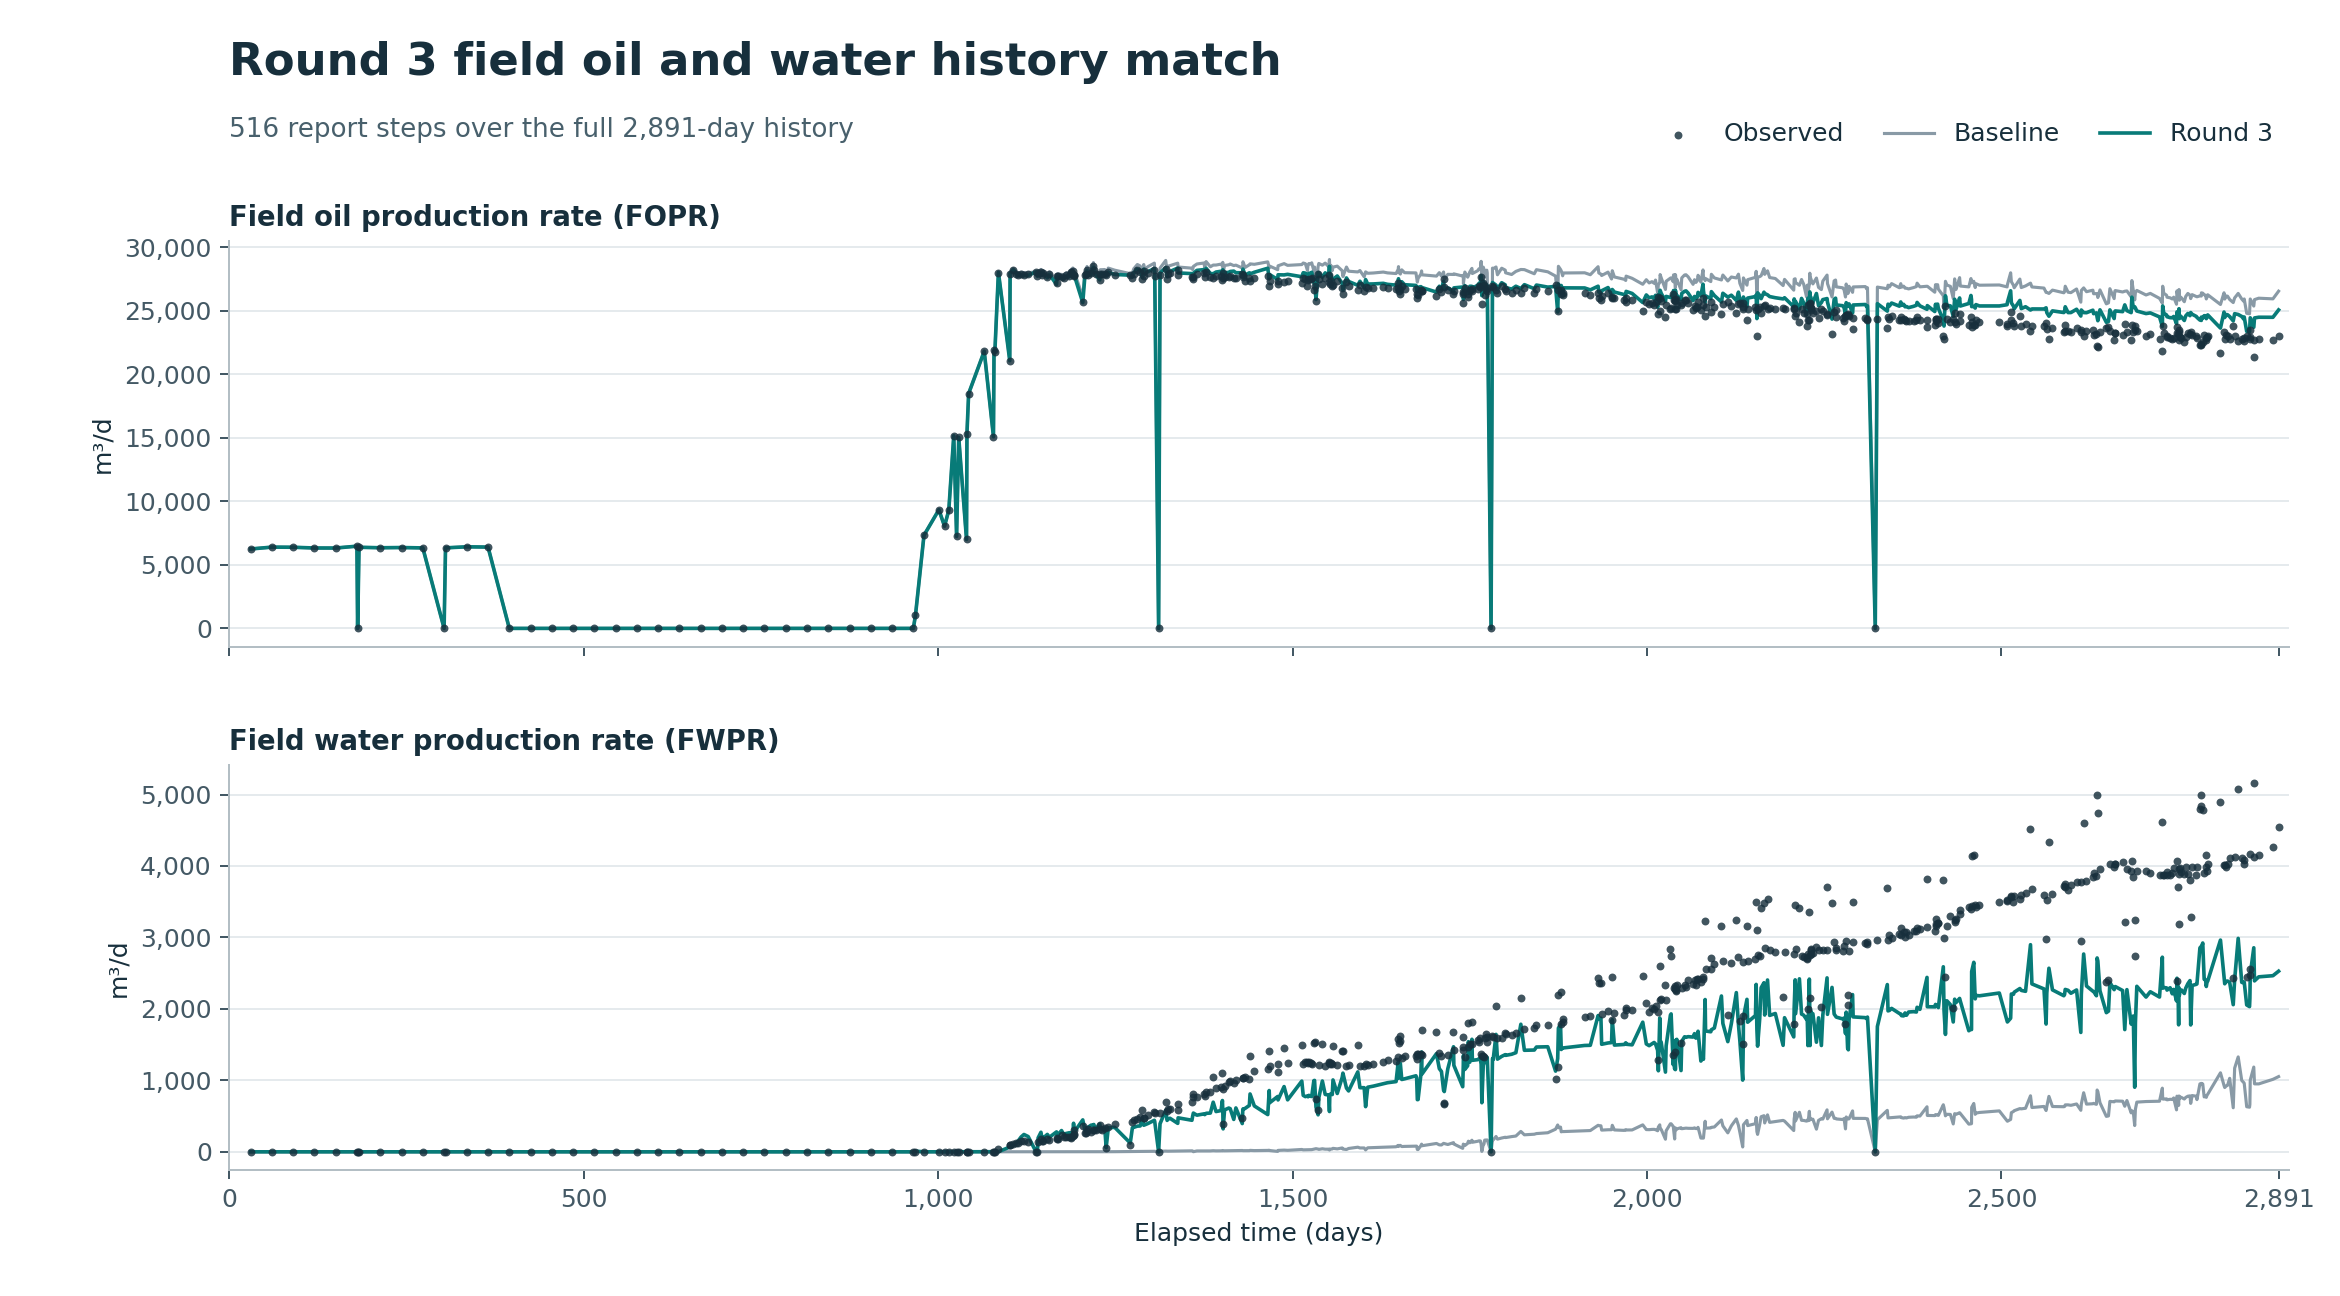 Round 3 field oil and water history match
516 report steps over the full 2,891-day history
Observed
Baseline
Round 3
Field oil production rate (FOPR)
30,000
25,000
20,000
15,000
10,000
5,000
0
m³/d
Field water production rate (FWPR)
5,000
4,000
3,000
2,000
1,000
0
m³/d
0
500
1,000
1,500
2,000
2,500
2,891
Elapsed time (days)